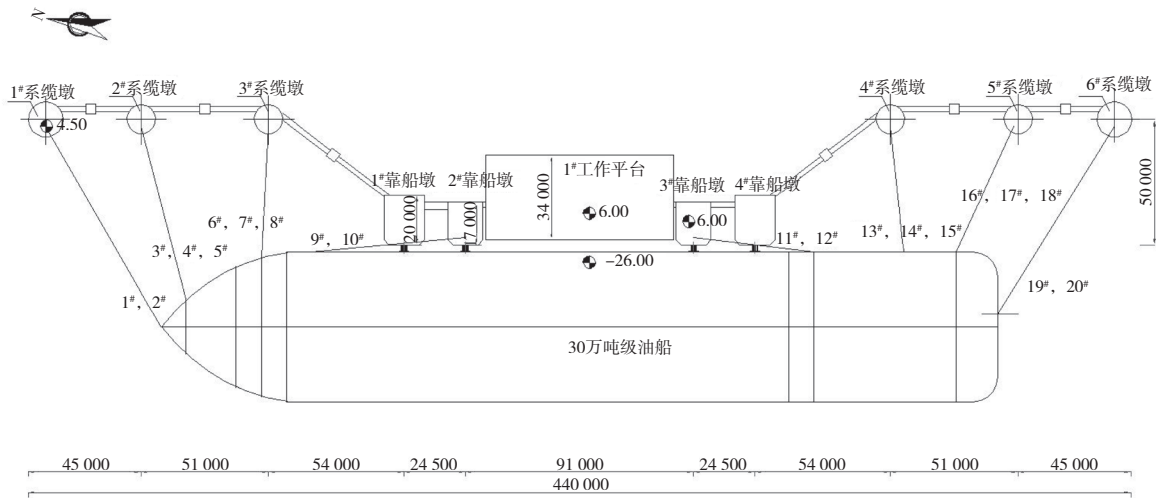 N
1#系缆墩
2#系缆墩
3#系缆墩
4#系缆墩
5#系缆墩
6#系缆墩
4.50
1#靠船墩
2#靠船墩
1#工作平台
3#靠船墩
4#靠船墩
50 000
34 000
20 000
17 000
6.00
6.00
-26.00
16#，17#，18#
6#，7#，8#
9#，10#
11#，12#
13#，14#，15#
3#，4#，5#
1#，2#
19#，20#
30万吨级油船
45 000
51 000
54 000
24 500
91 000
24 500
54 000
51 000
45 000
440 000